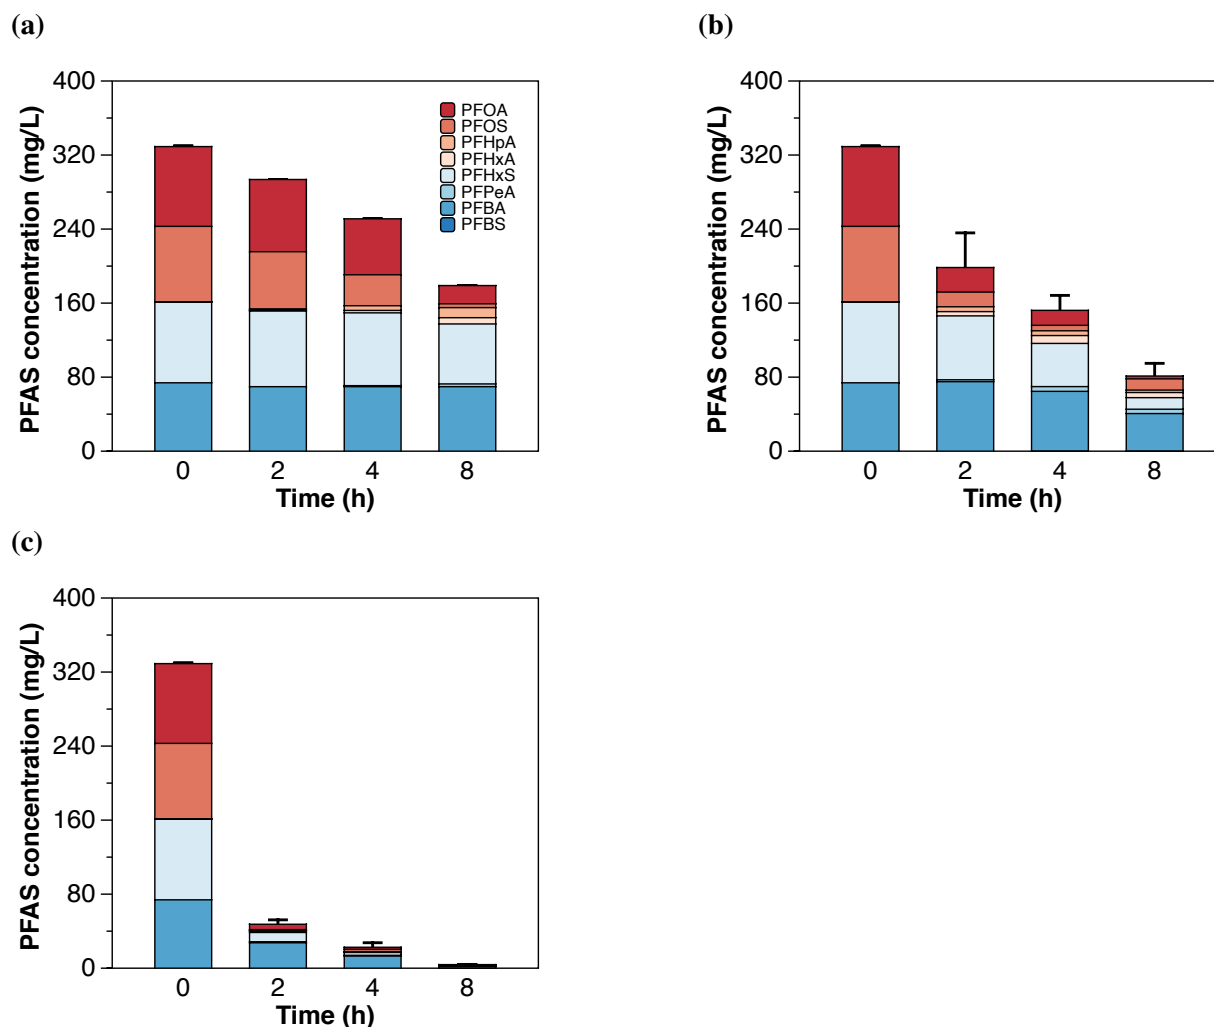 (a)
PFAS concentration (mg/L)
400
320
240
160
80
0
PFOA
PFOS
PFHpA
PFHxA
PFHxS
PFPeA
PFBA
PFBS
0 2 4 8
Time (h)
(b)
PFAS concentration (mg/L)
400
320
240
160
80
0
0 2 4 8
Time (h)
(c)
PFAS concentration (mg/L)
400
320
240
160
80
0
0 2 4 8
Time (h)